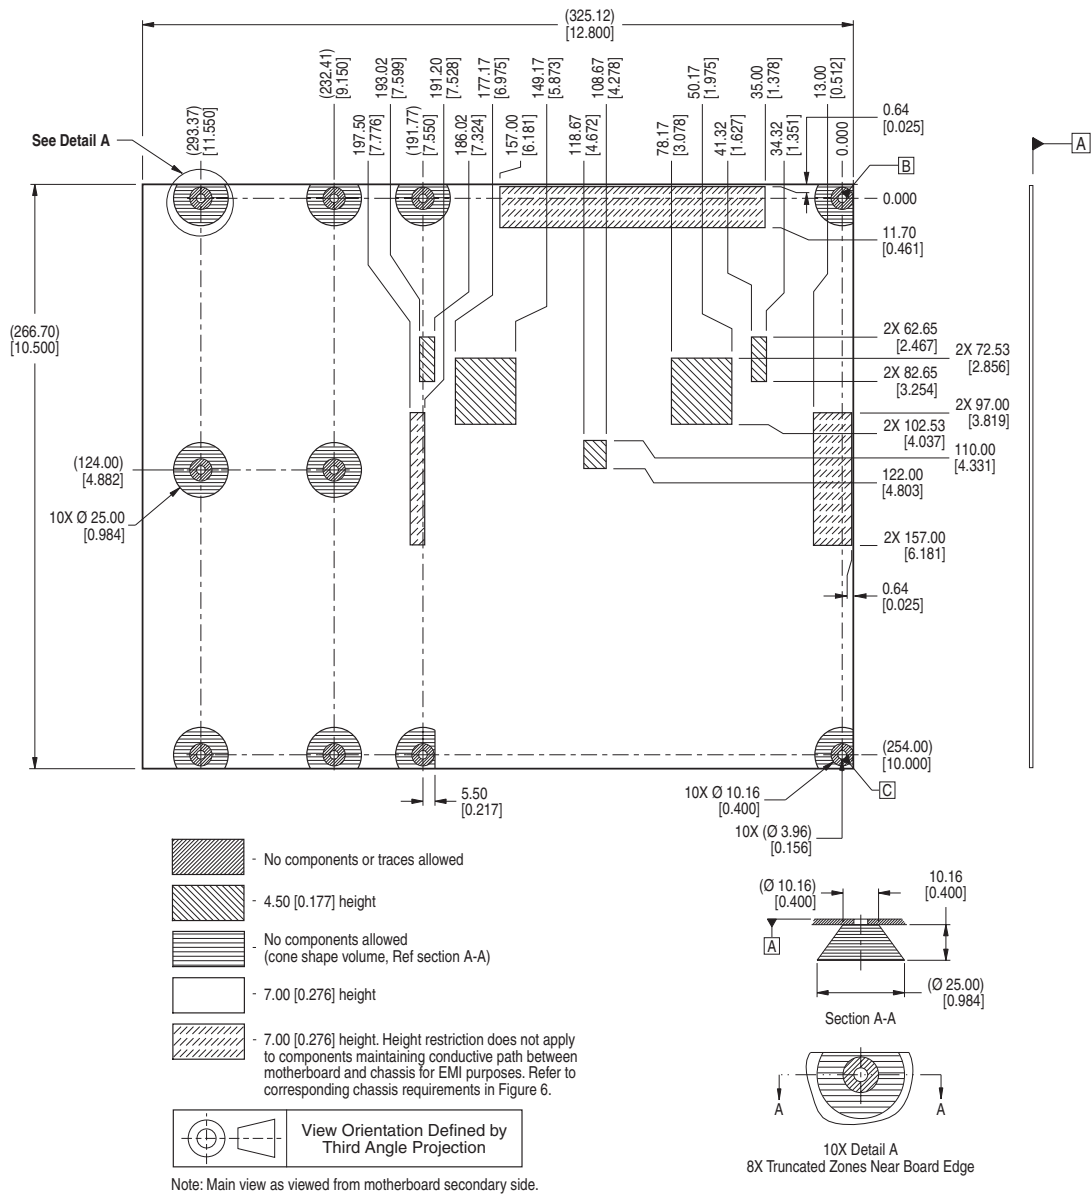 (325.12)
[12.800]
(293.37)
[11.550]
(232.41)
[9.150]
197.50
[7.776]
193.02
[7.599]
(191.77)
[7.550]
191.20
[7.528]
186.02
[7.324]
177.17
[6.975]
157.00
[6.181]
149.17
[5.873]
118.67
[4.672]
108.67
[4.278]
78.17
[3.078]
50.17
[1.975]
41.32
[1.627]
35.00
[1.378]
34.32
[1.351]
13.00
[0.512]
0.000
0.64
[0.025]
See Detail A
A
B
0.000
11.70
[0.461]
(266.70)
[10.500]
2X 62.65
[2.467]
2X 72.53
[2.856]
2X 82.65
[3.254]
2X 97.00
[3.819]
2X 102.53
[4.037]
110.00
[4.331]
122.00
[4.803]
(124.00)
[4.882]
10X Ø 25.00
[0.984]
2X 157.00
[6.181]
0.64
[0.025]
(254.00)
[10.000]
C
5.50
[0.217]
10X Ø 10.16
[0.400]
10X (Ø 3.96)
[0.156]
- No components or traces allowed
- 4.50 [0.177] height
- No components allowed
(cone shape volume, Ref section A-A)
- 7.00 [0.276] height
- 7.00 [0.276] height. Height restriction does not apply
to components maintaining conductive path between
motherboard and chassis for EMI purposes. Refer to
corresponding chassis requirements in Figure 6.
View Orientation Defined by
Third Angle Projection
Note: Main view as viewed from motherboard secondary side.
(Ø 10.16)
[0.400]
10.16
[0.400]
A
(Ø 25.00)
[0.984]
Section A-A
A
A
10X Detail A
8X Truncated Zones Near Board Edge